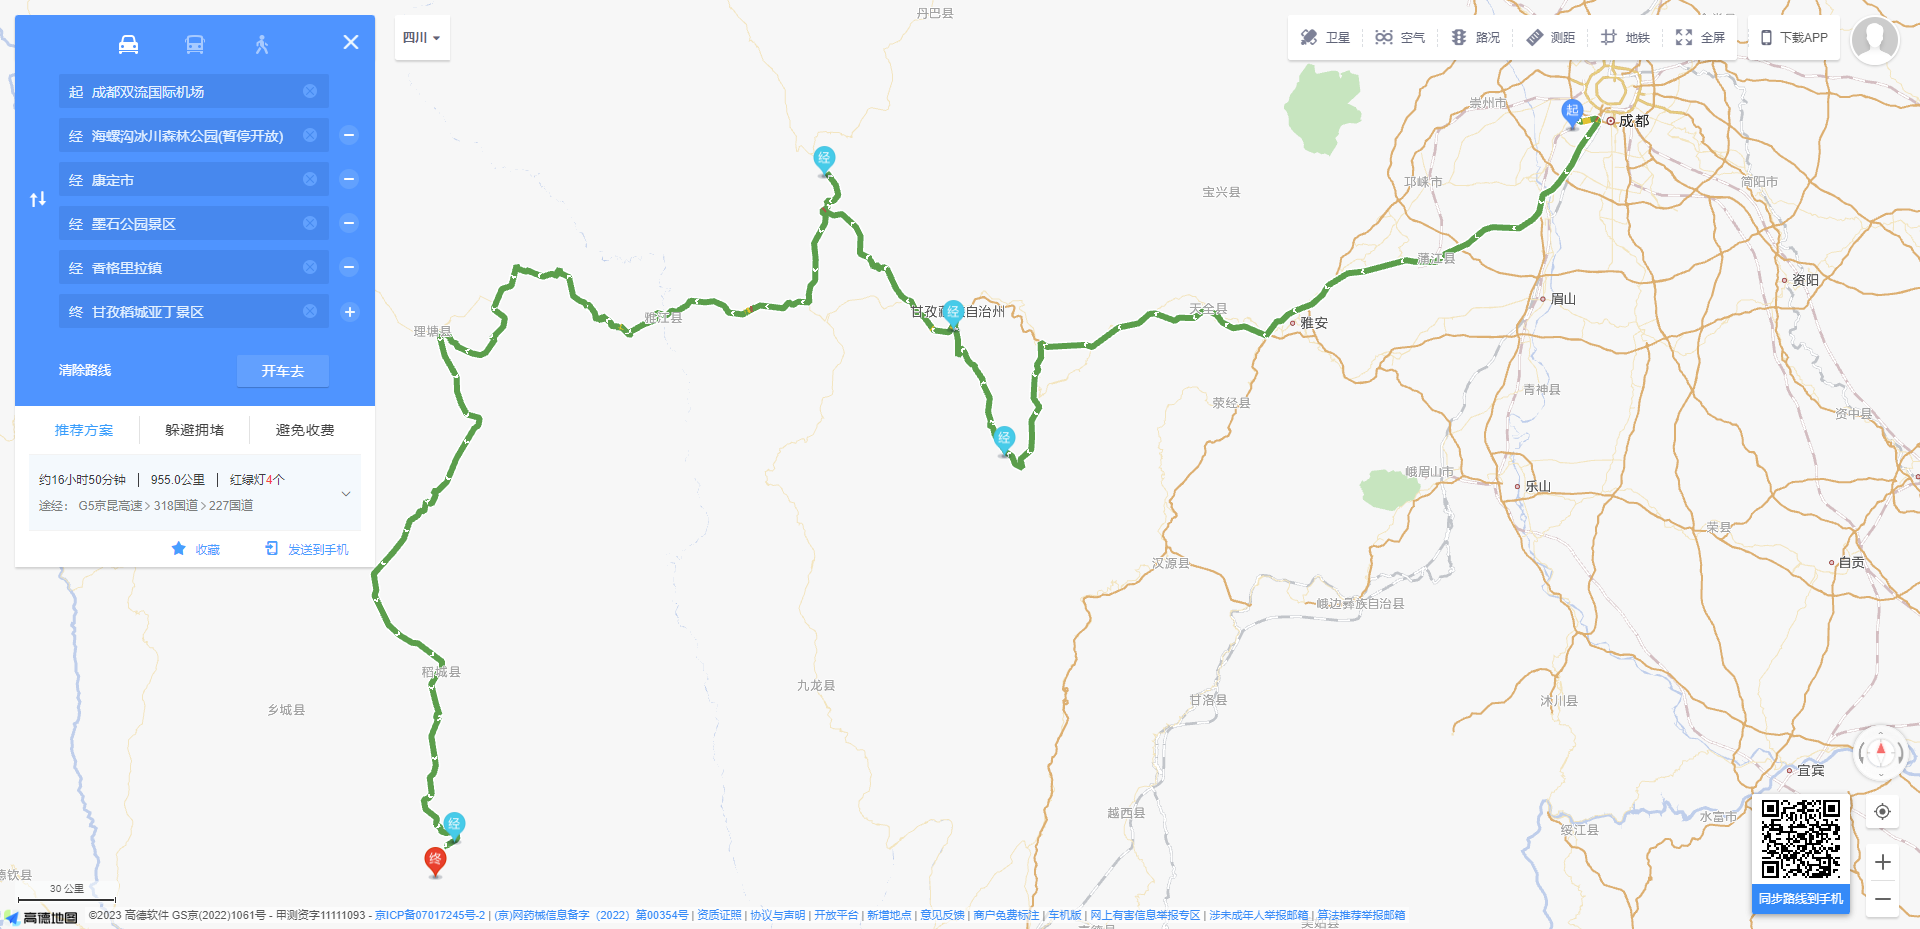 起 成都双流国际机场
经 海螺沟冰川森林公园(暂停开放)
经 康定市
经 墨石公园景区
经 香格里拉镇
终 甘孜稻城亚丁景区
清除路线
开车去
推荐方案
躲避拥堵
避免收费
约16小时50分钟 | 955.0公里 | 红绿灯4个
途经： G5京昆高速 > 318国道 > 227国道
收藏
发送到手机
四川
卫星
空气
路况
测距
地铁
全屏
下载APP
丹巴县
崇州市
起
成都
经
宝兴县
邛崃市
简阳市
蒲江县
资阳
眉山
经
甘孜藏
自治州
天全县
雅安
雅江县
理塘县
青神县
荥经县
资中县
经
峨眉山市
乐山
荣县
汉源县
自贡
峨边彝族自治县
稻城县
九龙县
甘洛县
沐川县
乡城县
宜宾
越西县
水富市
绥江县
经
终
德钦县
30 公里
同步路线到手机
高德地图
©2023 高德软件 GS京(2022)1061号 - 甲测资字11111093 - 京ICP备07017245号-2 | (京)网药械信息备字（2022）第00354号 | 资质证照 | 协议与声明 | 开放平台 | 新增地点 | 意见反馈 | 商户免费标注 | 车机版 | 网上有害信息举报专区 | 涉未成年人举报邮箱 | 算法推荐举报邮箱
美姑县